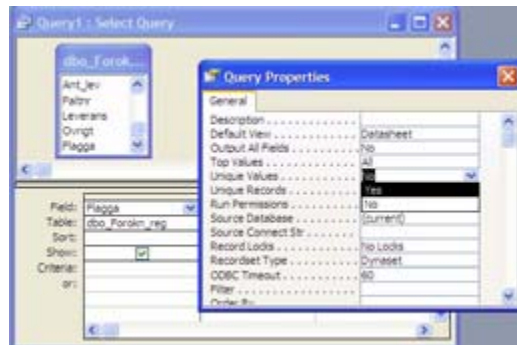 Query1 : Select Query
dbo_Forok...
Ant_lev
Paltnr
Leverans
Ovrigt
Flagga
Field: Flagga
Table: dbo_Forokn_reg
Sort:
Show:
Criteria:
or:
Query Properties
General
Description
Default View Datasheet
Output All Fields No
Top Values All
Unique Values No
Unique Records Yes
Run Permissions No
Source Database (current)
Source Connect Str
Record Locks No Locks
Recordset Type Dynaset
ODBC Timeout 60
Filter
Order By